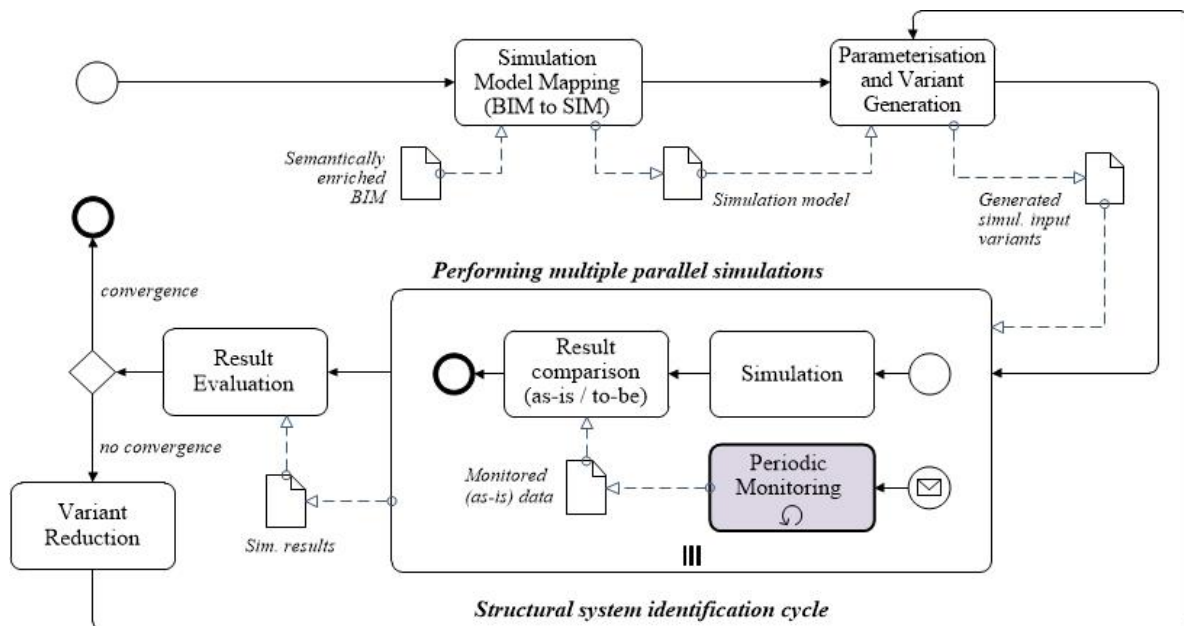 Simulation
Model Mapping
(BIM to SIM)
Parameterisation
and Variant
Generation
Semantically
enriched
BIM
Simulation model
Generated
simul. input
variants
Performing multiple parallel simulations
convergence
Result
Evaluation
Result
comparison
(as-is / to-be)
Simulation
no convergence
Monitored
(as-is) data
Periodic
Monitoring
Variant
Reduction
Sim. results
Structural system identification cycle